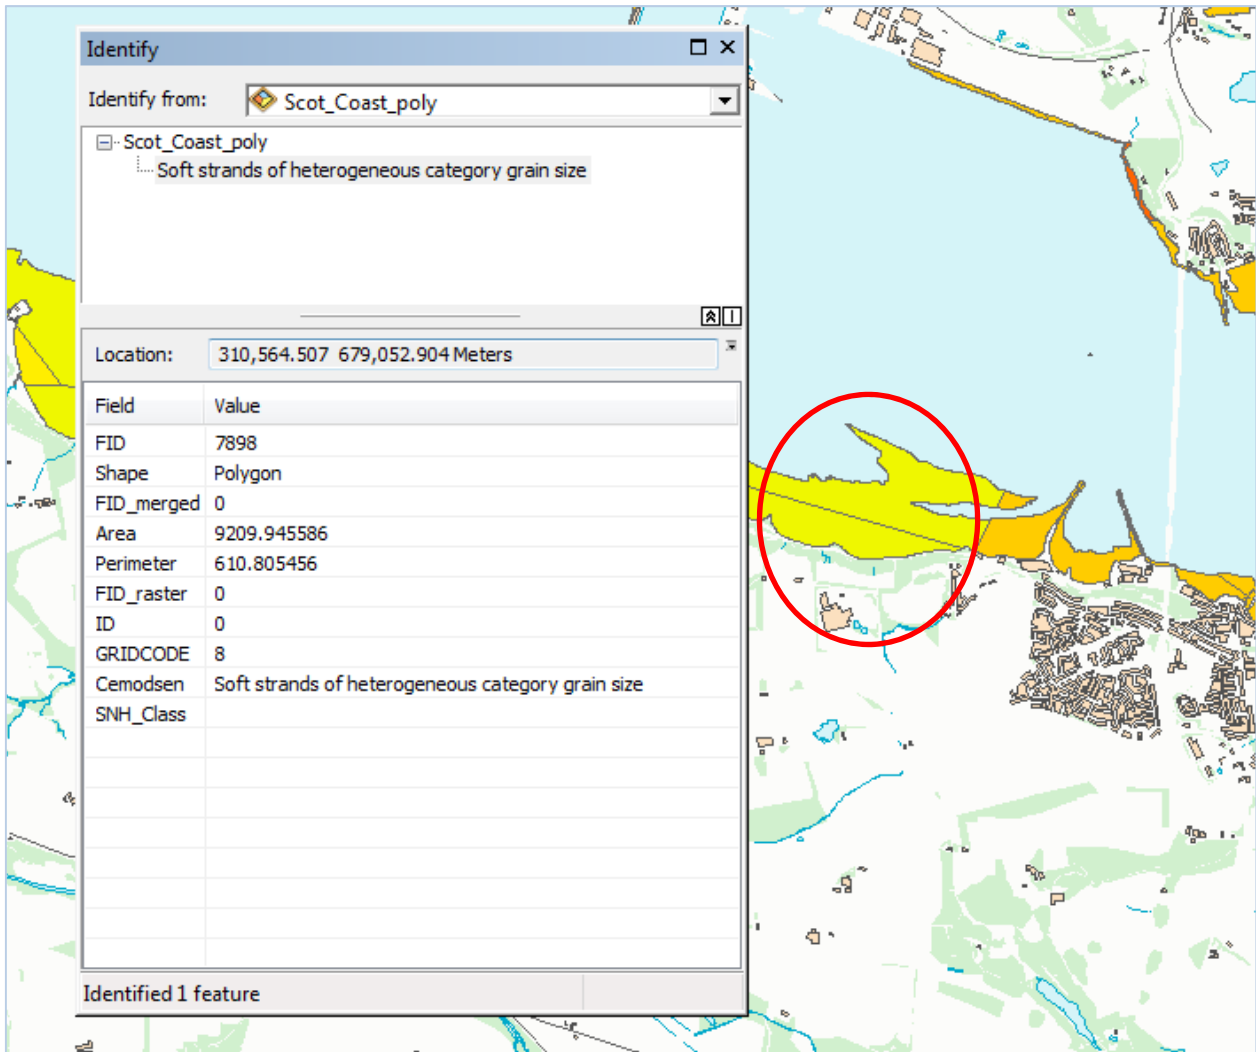 Identify
Identify from: Scot_Coast_poly
Scot_Coast_poly
Soft strands of heterogeneous category grain size
Location: 310,564.507 679,052.904 Meters
Field Value
FID 7898
Shape Polygon
FID_merged 0
Area 9209.945586
Perimeter 610.805456
FID_raster 0
ID 0
GRIDCODE 8
Cemodsen Soft strands of heterogeneous category grain size
SNH_Class
Identified 1 feature